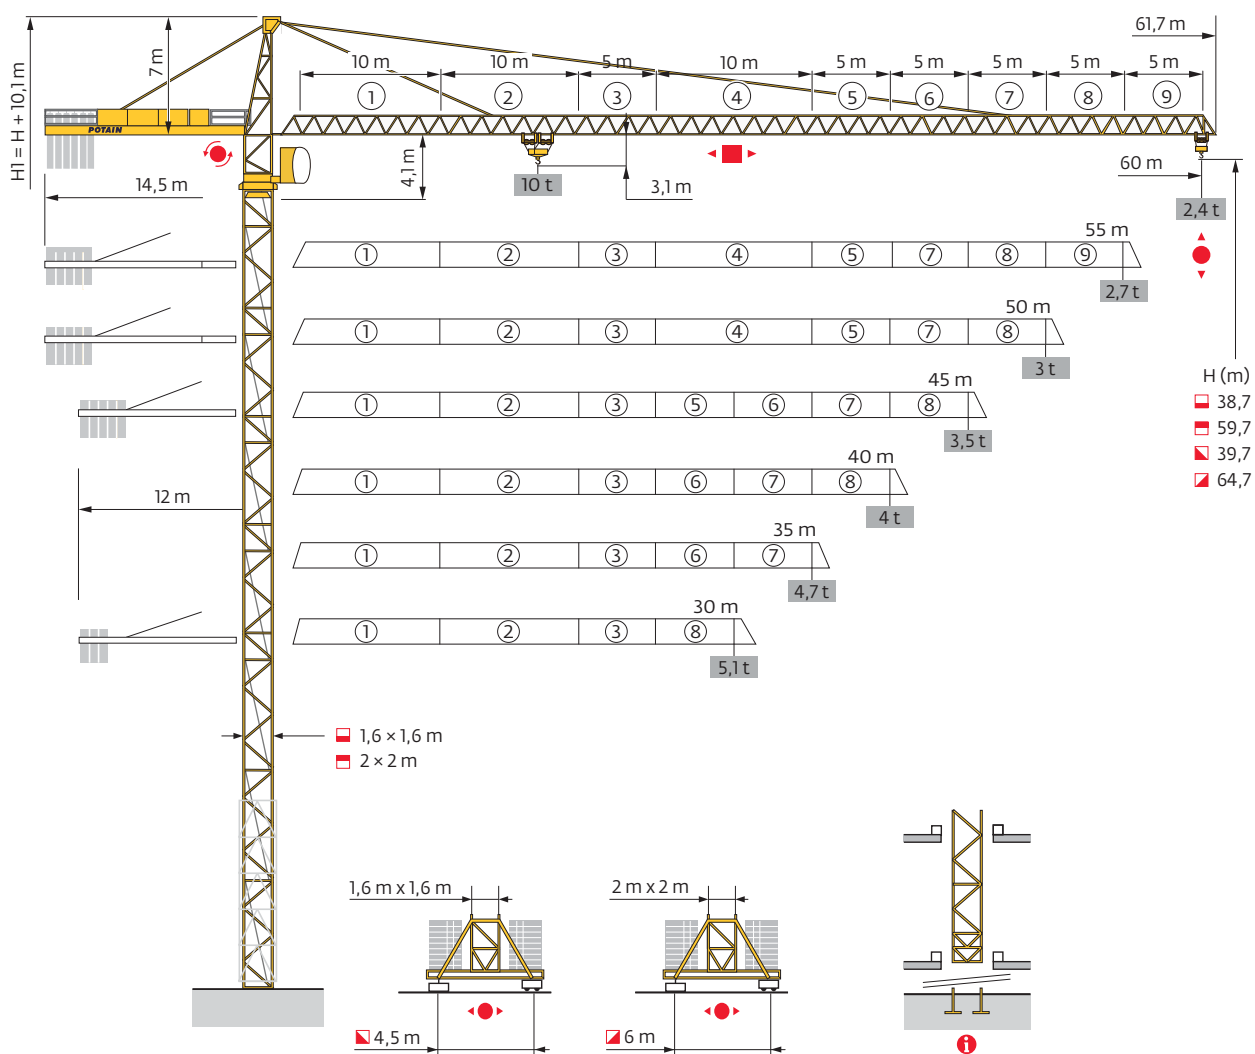 61,7 m
10 m 10 m 5 m 10 m 5 m 5 m 5 m 5 m 5 m
1 2 3 4 5 6 7 8 9
7 m
H1 = H + 10,1 m
POTAIN
4,1 m
10 t
3,1 m
60 m
14,5 m
2,4 t
55 m
1 2 3 4 5 7 8 9
2,7 t
50 m
1 2 3 4 5 7 8
3 t
H (m)
45 m
1 2 3 5 6 7 8
3,5 t
38,7
59,7
39,7
64,7
40 m
1 2 3 6 7 8
4 t
12 m
35 m
1 2 3 6 7
4,7 t
30 m
1 2 3 8
5,1 t
1,6 × 1,6 m
2 × 2 m
1,6 m x 1,6 m
2 m x 2 m
4,5 m
6 m
i